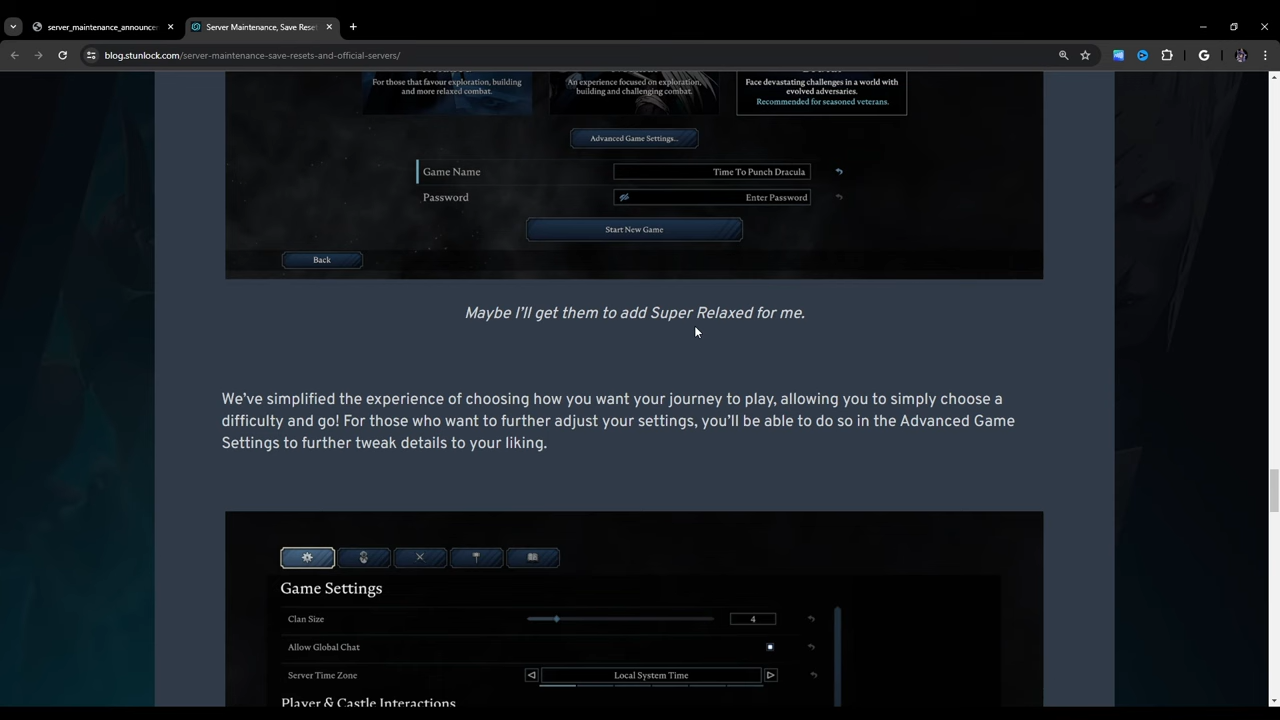 server_maintenance_announce
Server Maintenance, Save Rese
blog.stunlock.com/server-maintenance-save-resets-and-official-servers/
For those that favour exploration, building
and more relaxed combat.
An experience focused on exploration,
building and challenging combat.
Face devastating challenges in a world with
evolved adversaries.
Recommended for seasoned veterans.
Advanced Game Settings...
Game Name
Time To Punch Dracula
Password
Enter Password
Start New Game
Back
Maybe I'll get them to add Super Relaxed for me.
We've simplified the experience of choosing how you want your journey to play, allowing you to simply choose a
difficulty and go! For those who want to further adjust your settings, you'll be able to do so in the Advanced Game
Settings to further tweak details to your liking.
Game Settings
Clan Size
4
Allow Global Chat
Server Time Zone
Local System Time
Player & Castle Interactions